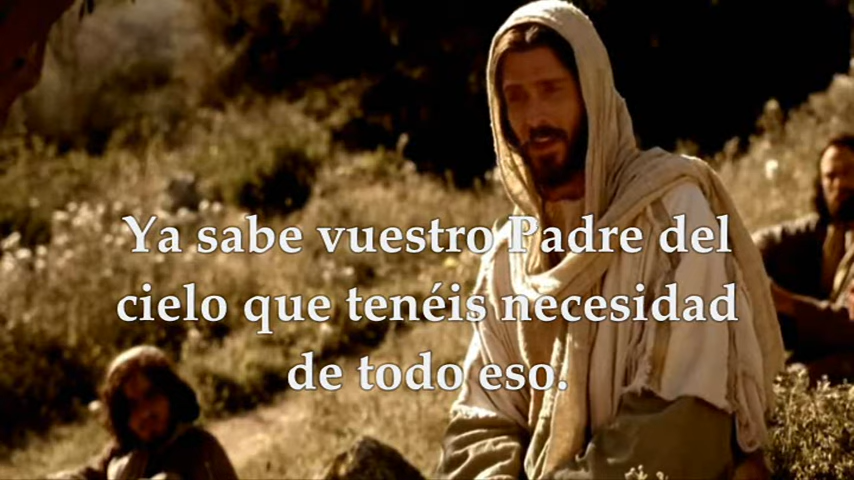 Ya sabe vuestro Padre del
cielo que tenéis necesidad
de todo eso.